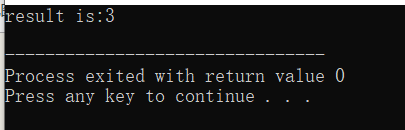 result is:3
--------------------------------
Process exited with return value 0
Press any key to continue . . .